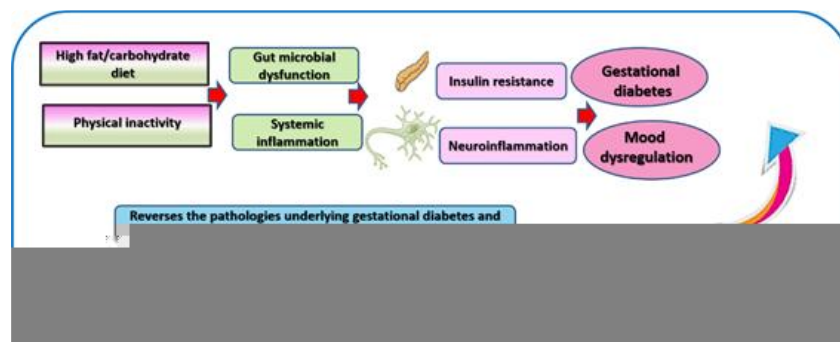 High fat/carbohydrate
diet
Physical inactivity
Gut microbial
dysfunction
Systemic
inflammation
Insulin resistance
Neuroinflammation
Gestational
diabetes
Mood
dysregulation
Reverses the pathologies underlying gestational diabetes and